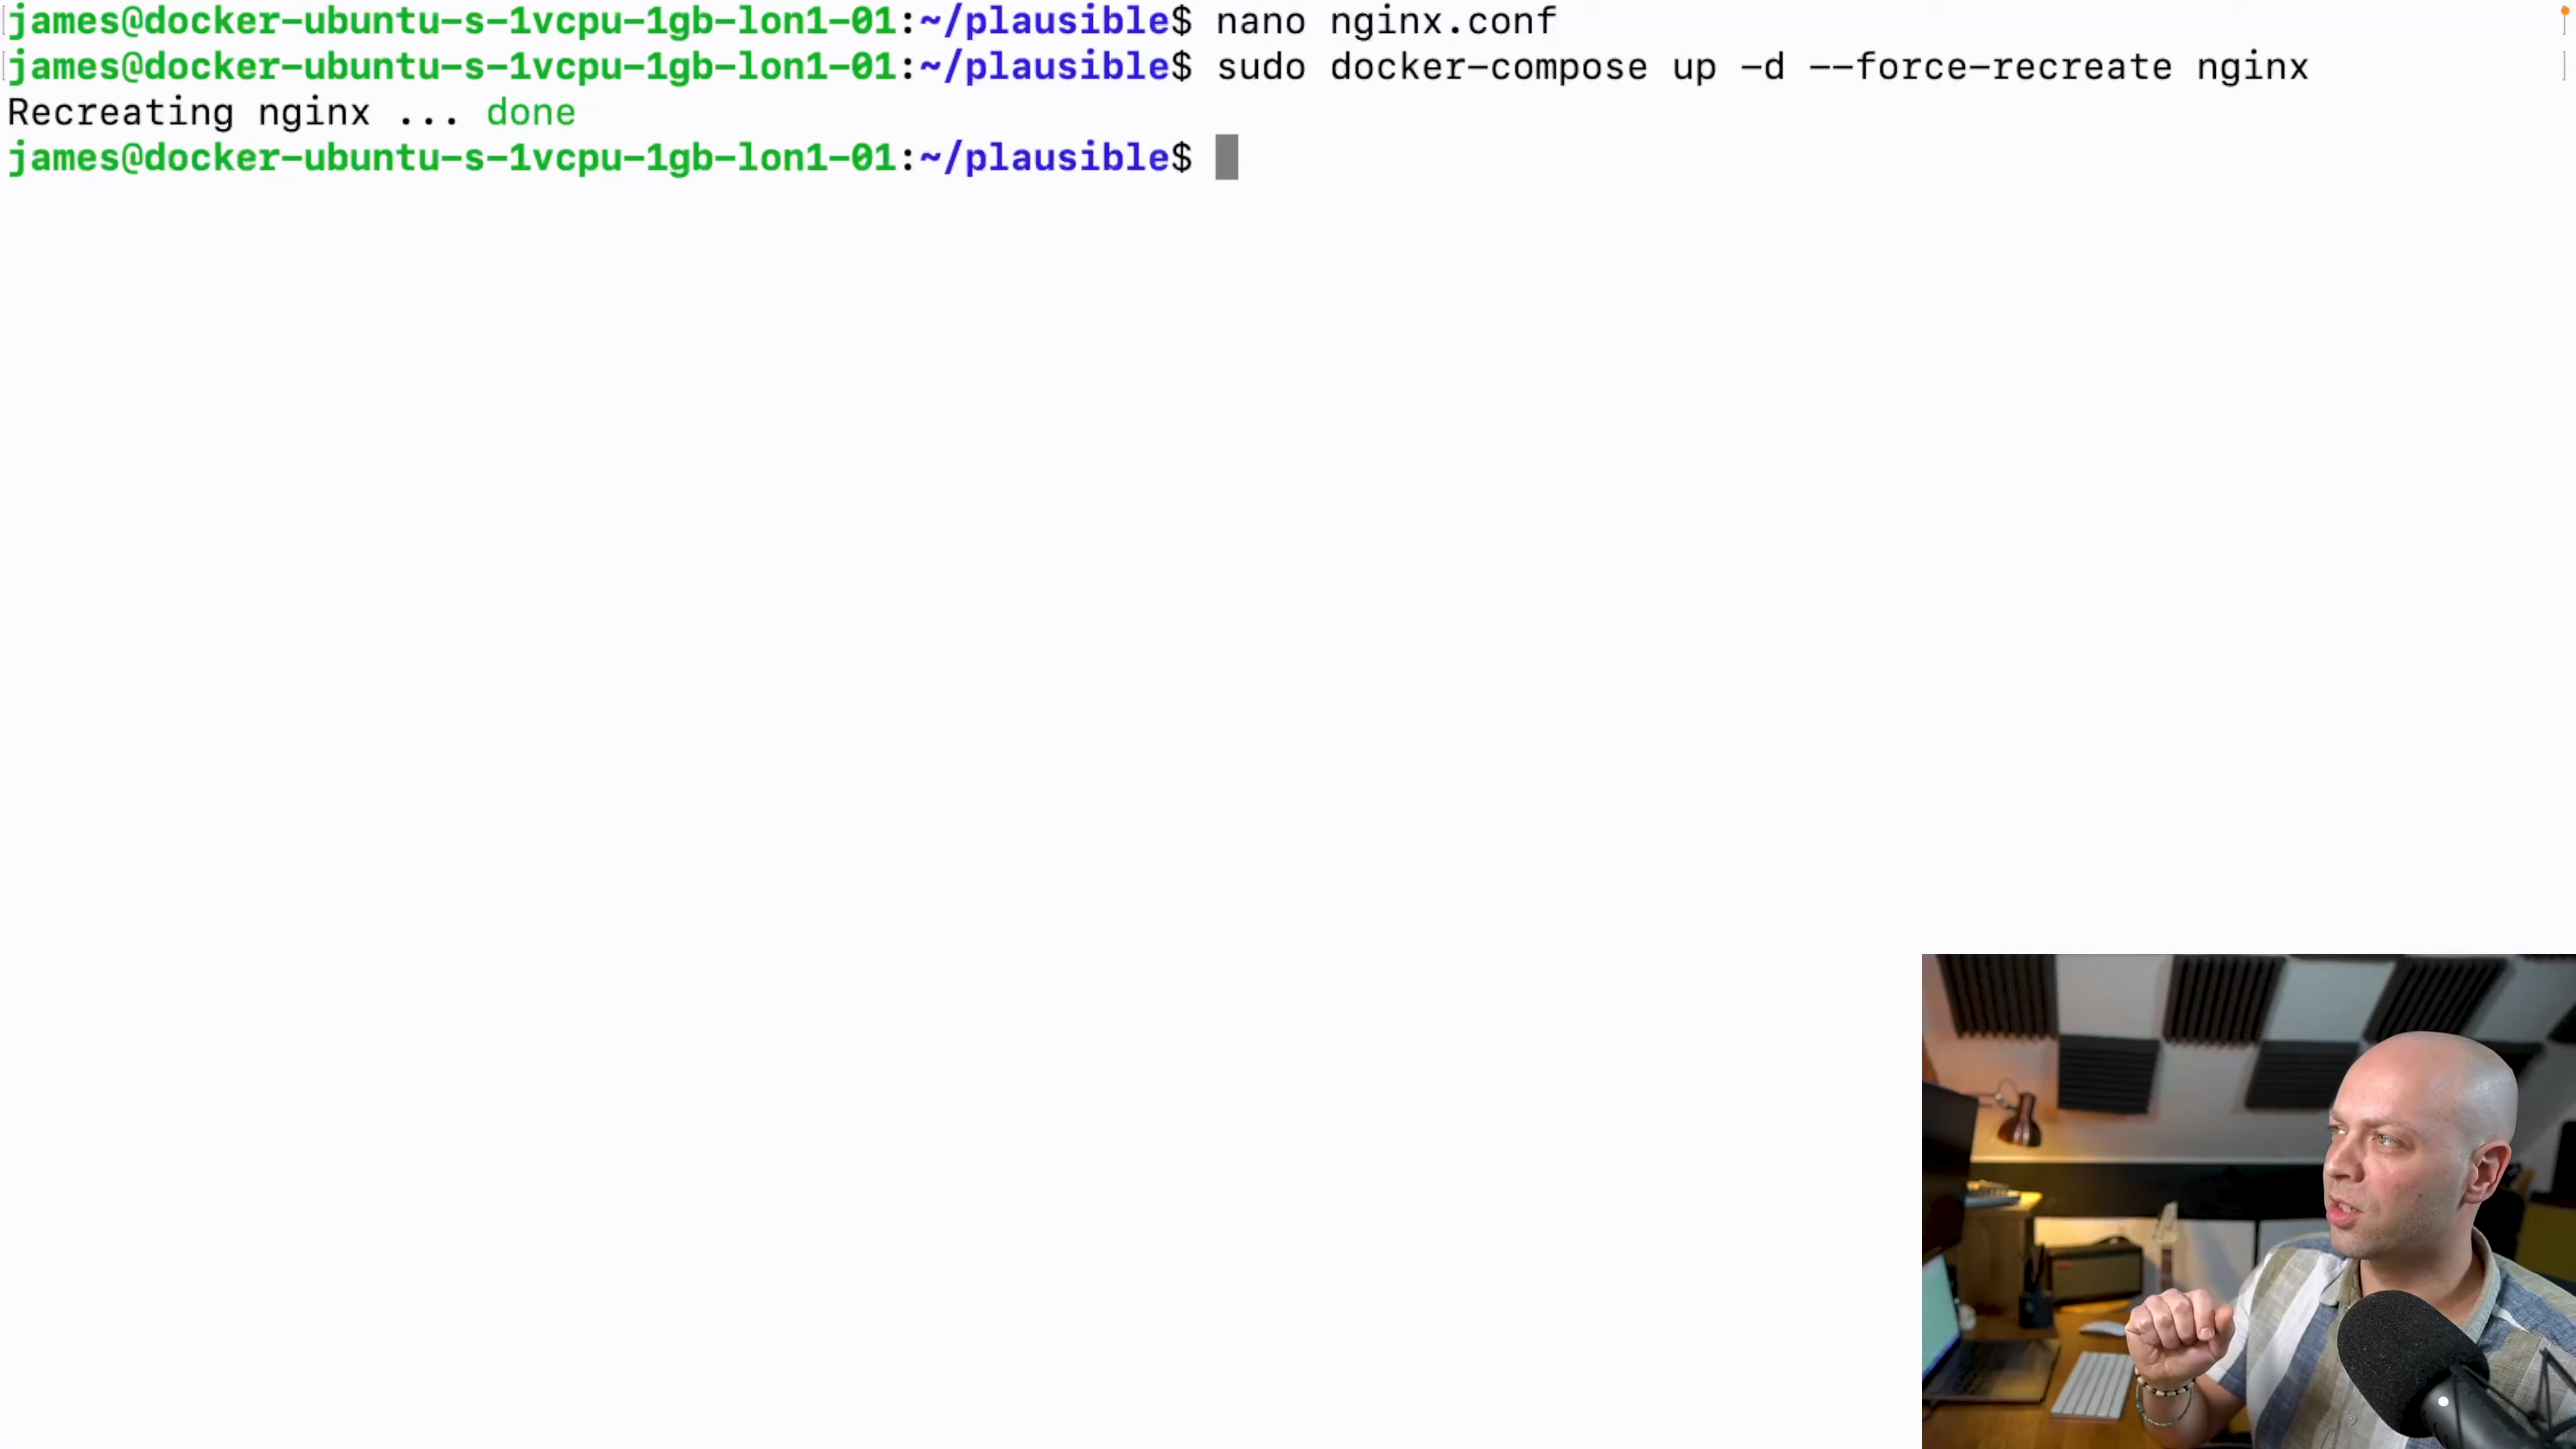 james@docker-ubuntu-s-1vcpu-1gb-lon1-01:~/plausible$ nano nginx.conf
james@docker-ubuntu-s-1vcpu-1gb-lon1-01:~/plausible$ sudo docker-compose up -d --force-recreate nginx
Recreating nginx ... done
james@docker-ubuntu-s-1vcpu-1gb-lon1-01:~/plausible$